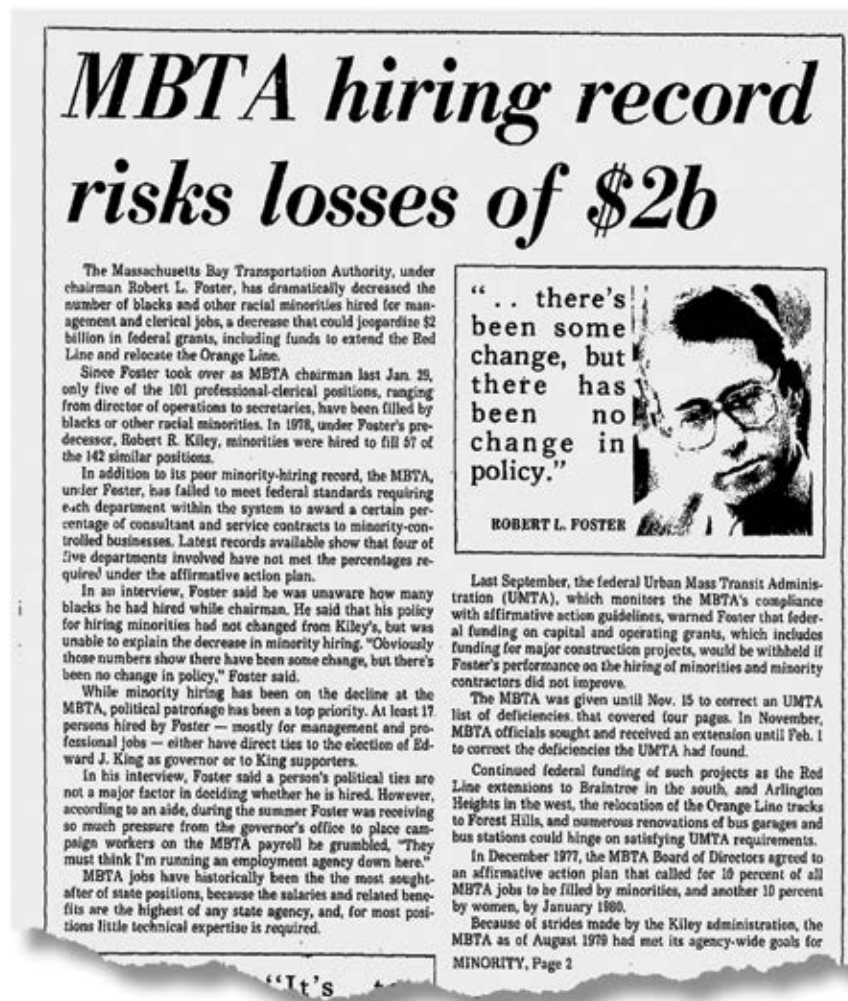 MBTA hiring record
risks losses of $2b
The Massachusetts Bay Transportation Authority, under
chairman Robert L. Foster, has dramatically decreased the
number of blacks and other racial minorities hired for man-
agement and clerical jobs, a decrease that could jeopardize $2
billion in federal grants, including funds to extend the Red
Line and relocate the Orange Line.
Since Foster took over as MBTA chairman last Jan. 29,
only five of the 101 professional-clerical positions, ranging
from director of operations to secretaries, have been filled by
blacks or other racial minorities. In 1978, under Foster's pre-
decessor, Robert R. Kiley, minorities were hired to fill 57 of
the 142 similar positions.
In addition to its poor minority-hiring record, the MBTA,
under Foster, has failed to meet federal standards requiring
each department within the system to award a certain per-
centage of consultant and service contracts to minority-con-
trolled businesses. Latest records available show that four of
five departments involved have not met the percentages re-
quired under the affirmative action plan.
In an interview, Foster said he was unaware how many
blacks he had hired while chairman. He said that his policy
for hiring minorities had not changed from Kiley's, but was
unable to explain the decrease in minority hiring. "Obviously
those numbers show there have been some change, but there's
been no change in policy," Foster said.
While minority hiring has been on the decline at the
MBTA, political patronage has been a top priority. At least 17
persons hired by Foster — mostly for management and pro-
fessional jobs — either have direct ties to the election of Ed-
ward J. King as governor or to King supporters.
In his interview, Foster said a person's political ties are
not a major factor in deciding whether he is hired. However,
according to an aide, during the summer Foster was receiving
so much pressure from the governor's office to place cam-
paign workers on the MBTA payroll he grumbled, "They
must think I'm running an employment agency down here."
MBTA jobs have historically been the the most sought-
after of state positions, because the salaries and related bene-
fits are the highest of any state agency, and, for most posi-
tions little technical expertise is required.
"It's
". . there's
been some
change, but
there has
been no
change in
policy."
ROBERT L. FOSTER
Last September, the federal Urban Mass Transit Adminis-
tration (UMTA), which monitors the MBTA's compliance
with affirmative action guidelines, warned Foster that feder-
al funding on capital and operating grants, which includes
funding for major construction projects, would be withheld if
Foster's performance on the hiring of minorities and minority
contractors did not improve.
The MBTA was given until Nov. 15 to correct an UMTA
list of deficiencies that covered four pages. In November,
MBTA officials sought and received an extension until Feb. 1
to correct the deficiencies the UMTA had found.
Continued federal funding of such projects as the Red
Line extensions to Braintree in the south, and Arlington
Heights in the west, the relocation of the Orange Line tracks
to Forest Hills, and numerous renovations of bus garages and
bus stations could hinge on satisfying UMTA requirements.
In December 1977, the MBTA Board of Directors agreed to
an affirmative action plan that called for 10 percent of all
MBTA jobs to be filled by minorities, and another 10 percent
by women, by January 1980.
Because of strides made by the Kiley administration, the
MBTA as of August 1979 had met its agency-wide goals for
MINORITY, Page 2